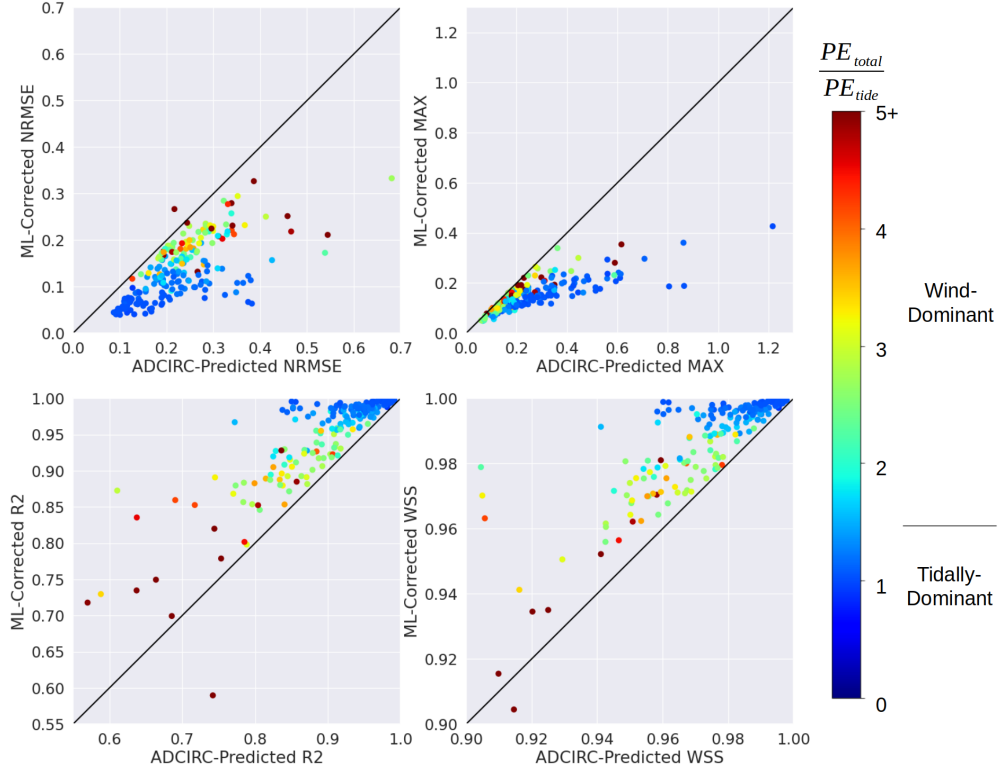 0.7
0.6
0.5
0.4
0.3
0.2
0.1
0.0
ML-Corrected NRMSE
0.0 0.1 0.2 0.3 0.4 0.5 0.6 0.7
ADCIRC-Predicted NRMSE
1.2
1.0
0.8
0.6
0.4
0.2
0.0
ML-Corrected MAX
0.0 0.2 0.4 0.6 0.8 1.0 1.2
ADCIRC-Predicted MAX
1.00
0.95
0.90
0.85
0.80
0.75
0.70
0.65
0.60
0.55
ML-Corrected R2
0.6 0.7 0.8 0.9 1.0
ADCIRC-Predicted R2
1.00
0.98
0.96
0.94
0.92
0.90
ML-Corrected WSS
0.90 0.92 0.94 0.96 0.98 1.00
ADCIRC-Predicted WSS
PE total
PE tide
5+
4
3
2
1
0
Wind-
Dominant
Tidally-
Dominant